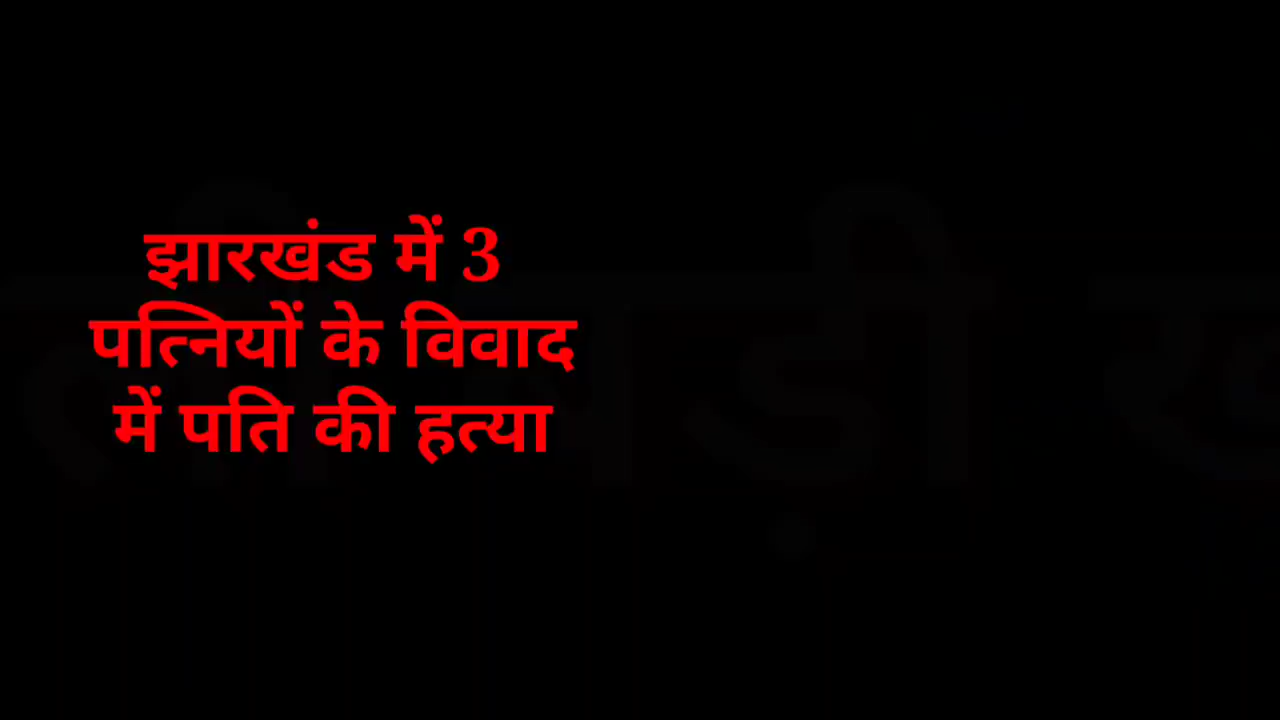 झारखंड में 3
पत्नियों के विवाद
में पति की हत्या